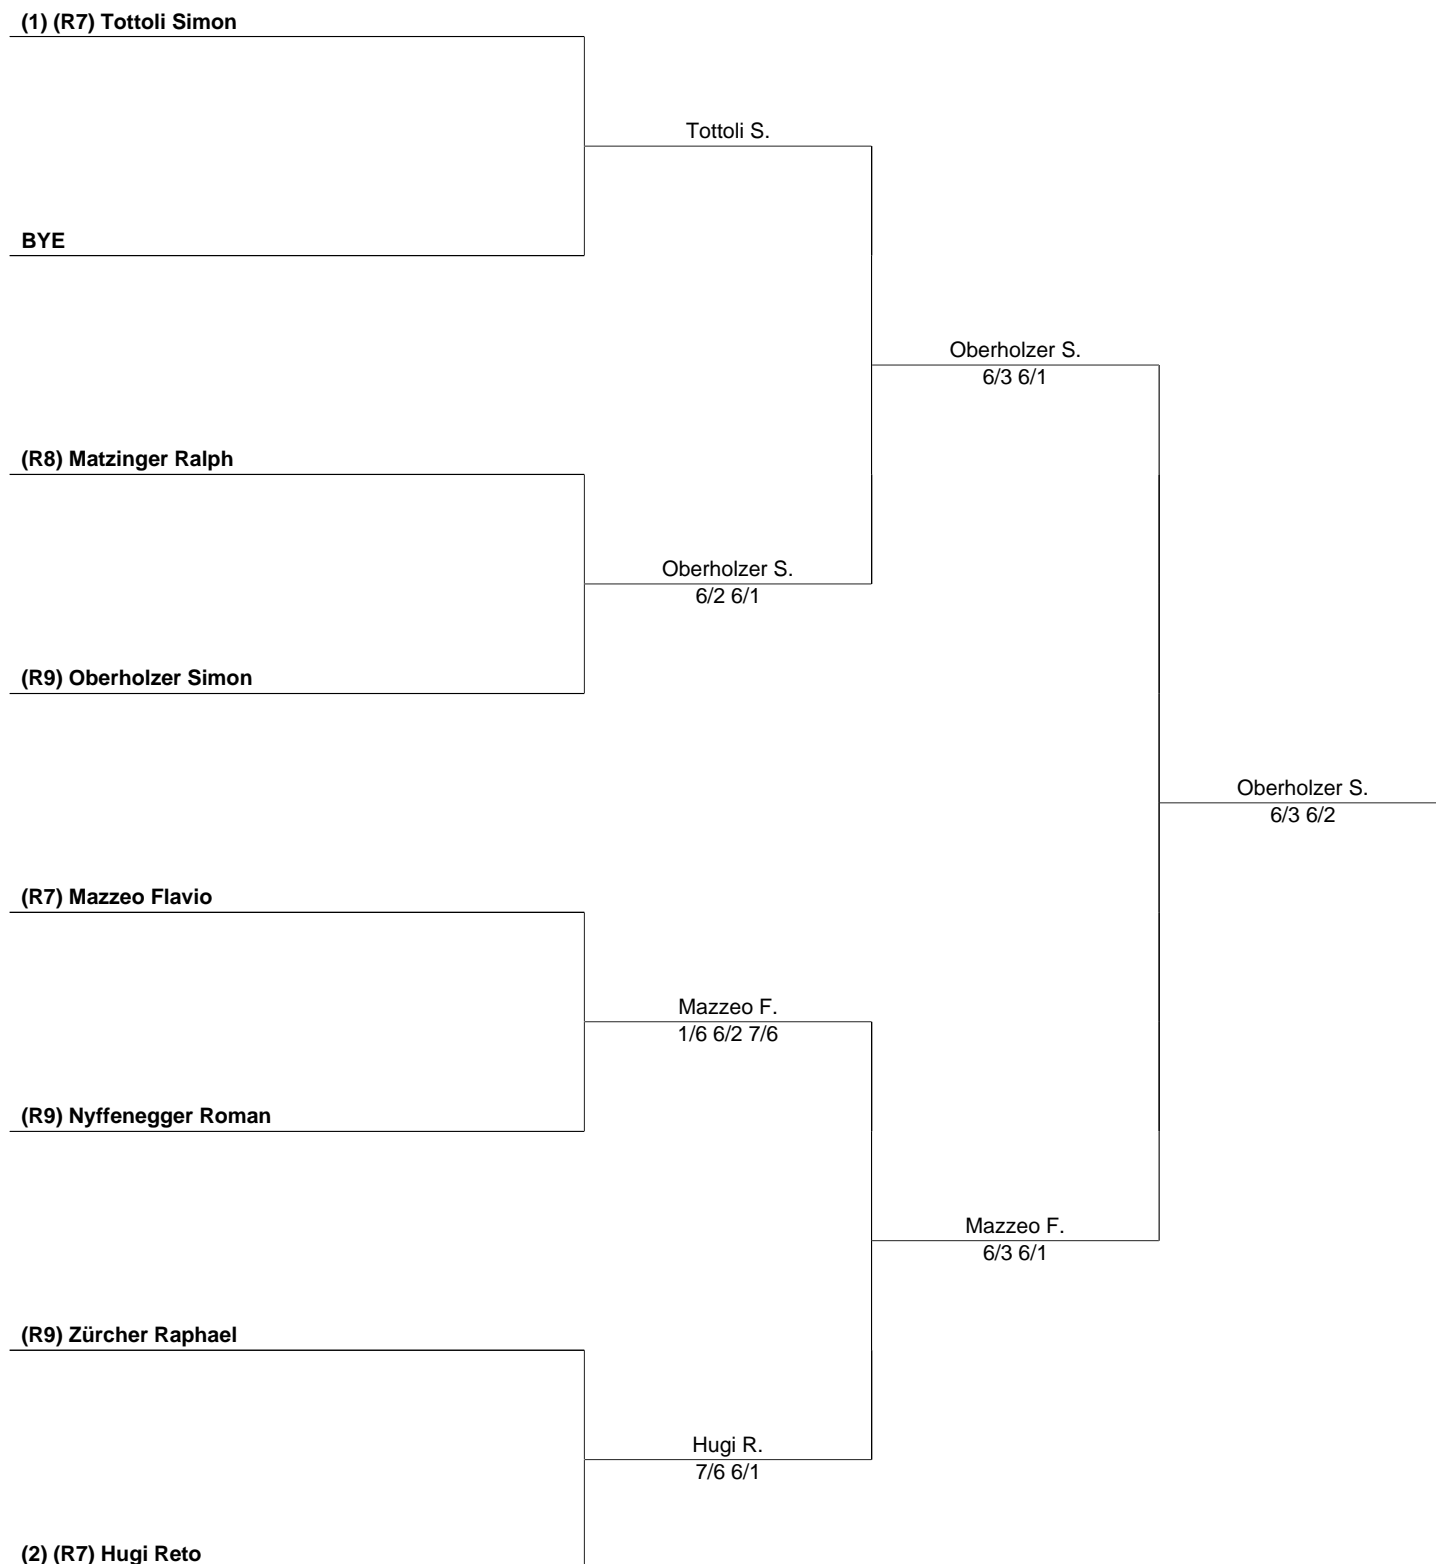 (1) (R7) Tottoli Simon
Tottoli S.
BYE
Oberholzer S.
6/3 6/1
(R8) Matzinger Ralph
Oberholzer S.
6/2 6/1
(R9) Oberholzer Simon
Oberholzer S.
6/3 6/2
(R7) Mazzeo Flavio
Mazzeo F.
1/6 6/2 7/6
(R9) Nyffenegger Roman
Mazzeo F.
6/3 6/1
(R9) Zürcher Raphael
Hugi R.
7/6 6/1
(2) (R7) Hugi Reto